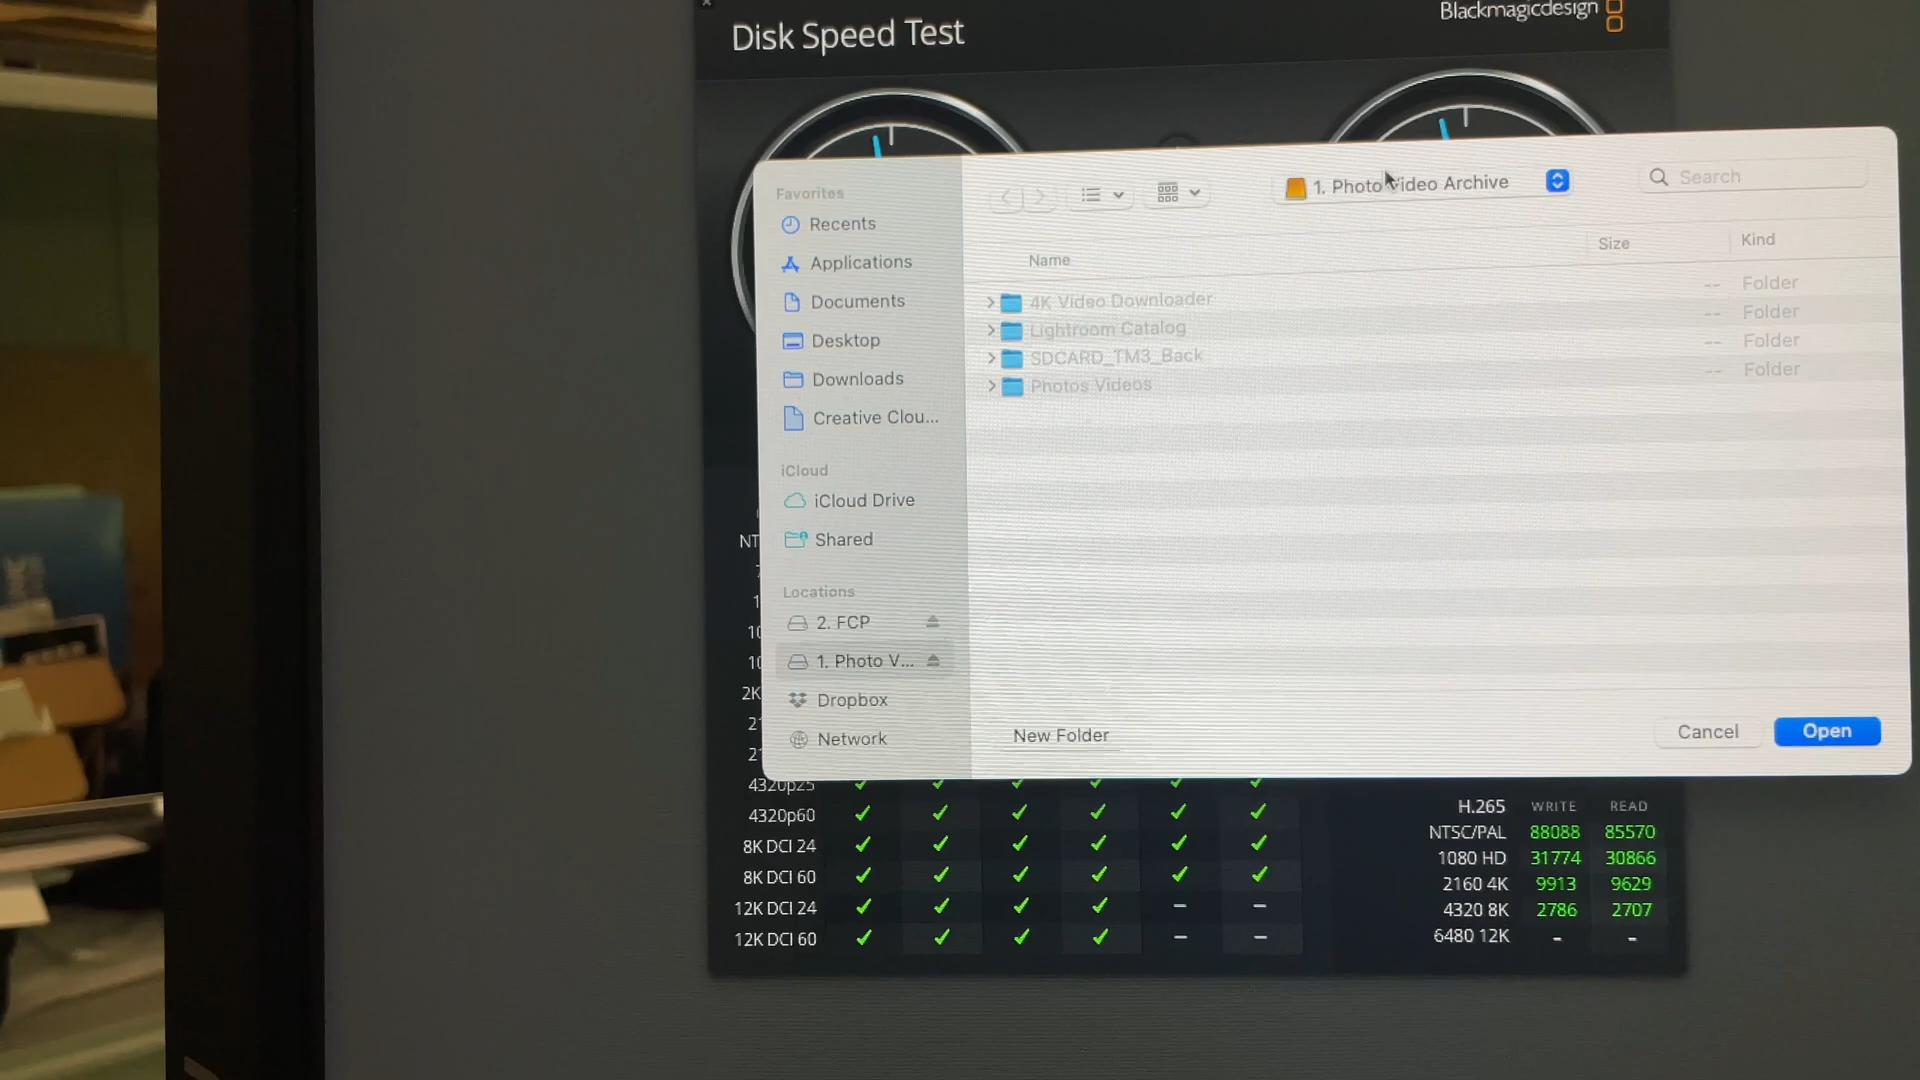 Blackmagicdesign
Disk Speed Test
Favorites
Recents
Applications
Documents
Desktop
Downloads
Creative Clou...
iCloud
iCloud Drive
Shared
Locations
2. FCP
1. Photo V...
Dropbox
Network
1. Photo Video Archive
Search
Name Size Kind
4K Video Downloader -- Folder
Lightroom Catalog -- Folder
SDCARD_TM3_Back -- Folder
Photos Videos -- Folder
New Folder
Cancel
Open
NT
2K
4320p25
4320p60
8K DCI 24
8K DCI 60
12K DCI 24 – –
12K DCI 60 – –
H.265 WRITE READ
NTSC/PAL 88088 85570
1080 HD 31774 30866
2160 4K 9913 9629
4320 8K 2786 2707
6480 12K - -